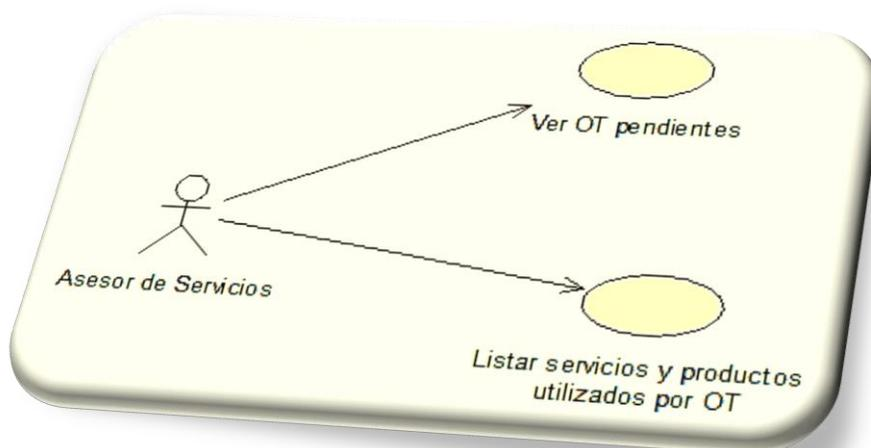 Ver OT pendientes
Asesor de Servicios
Listar servicios y productos
utilizados por OT